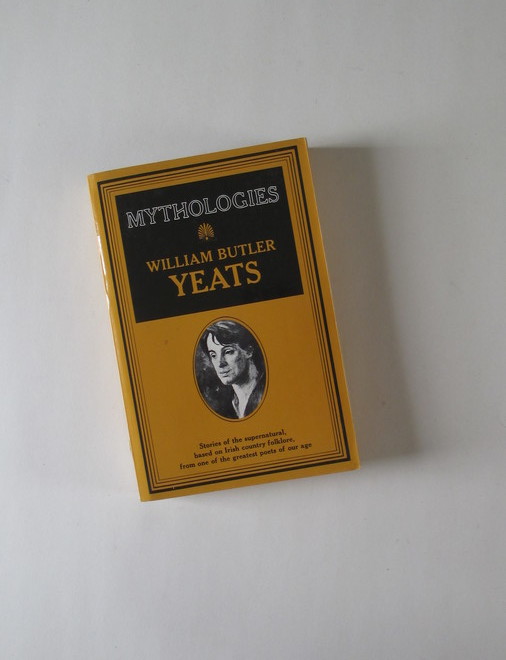 MYTHOLOGIES
WILLIAM BUTLER
YEATS
Stories of the supernatural,
based on Irish country folklore,
from one of the greatest poets of our age